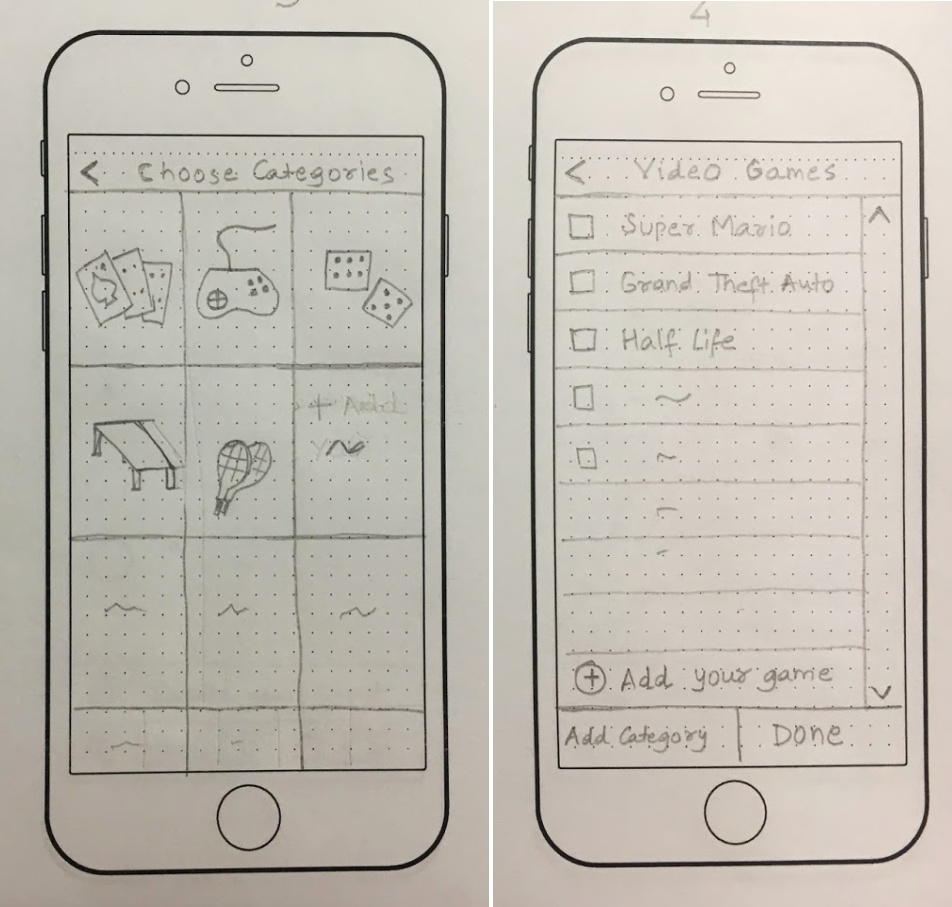 < Choose Categories
+ Add
4
< Video Games
Super Mario
Grand Theft Auto
Half Life
+ Add your game
Add Category
Done